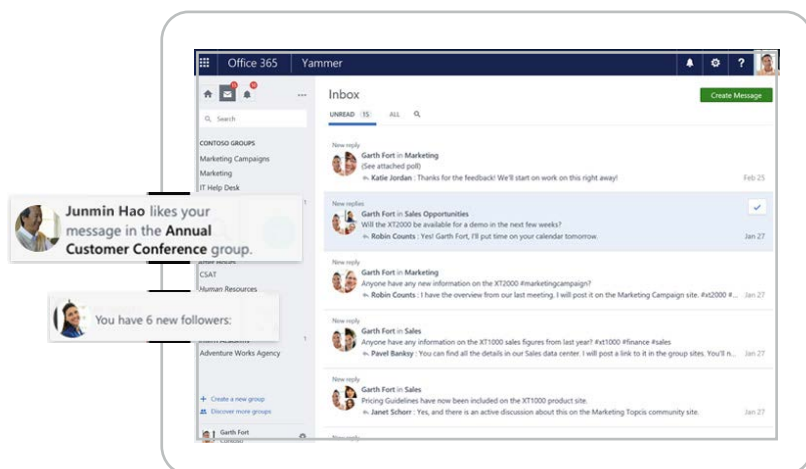 Office 365 Yammer ?
Search
CONTOSO GROUPS
Marketing Campaigns
Marketing
IT Help Desk
1
Junmin Hao likes your
message in the Annual
Customer Conference group.
CSAT
Human Resources
You have 6 new followers:
1
Adventure Works Agency
+ Create a new group
Discover more groups
Garth Fort
Inbox
Create Message
UNREAD 15 ALL
New reply
Garth Fort in Marketing
(See attached poll)
Katie Jordan : Thanks for the feedback! We'll start on work on this right away! Feb 25
New replies
Garth Fort in Sales Opportunities
Will the XT2000 be available for a demo in the next few weeks?
Robin Counts : Yes! Garth Fort, I'll put time on your calendar tomorrow. Jan 27
New reply
Garth Fort in Marketing
Anyone have any new information on the XT2000 #marketingcampaign?
Robin Counts : I have the overview from our last meeting. I will post it on the Marketing Campaign site. #xt2000 #... Jan 27
New reply
Garth Fort in Sales
Anyone have any information on the XT1000 sales figures from last year? #xt1000 #finance #sales
Pavel Banksy : You can find all the details in our Sales data center. I will post a link to it in the group sites. You'll n... Jan 27
New reply
Garth Fort in Sales
Pricing Guidelines have now been included on the XT1000 product site.
Janet Schorr : Yes, and there is an active discussion about this on the Marketing Topcis community site. Jan 27
New reply